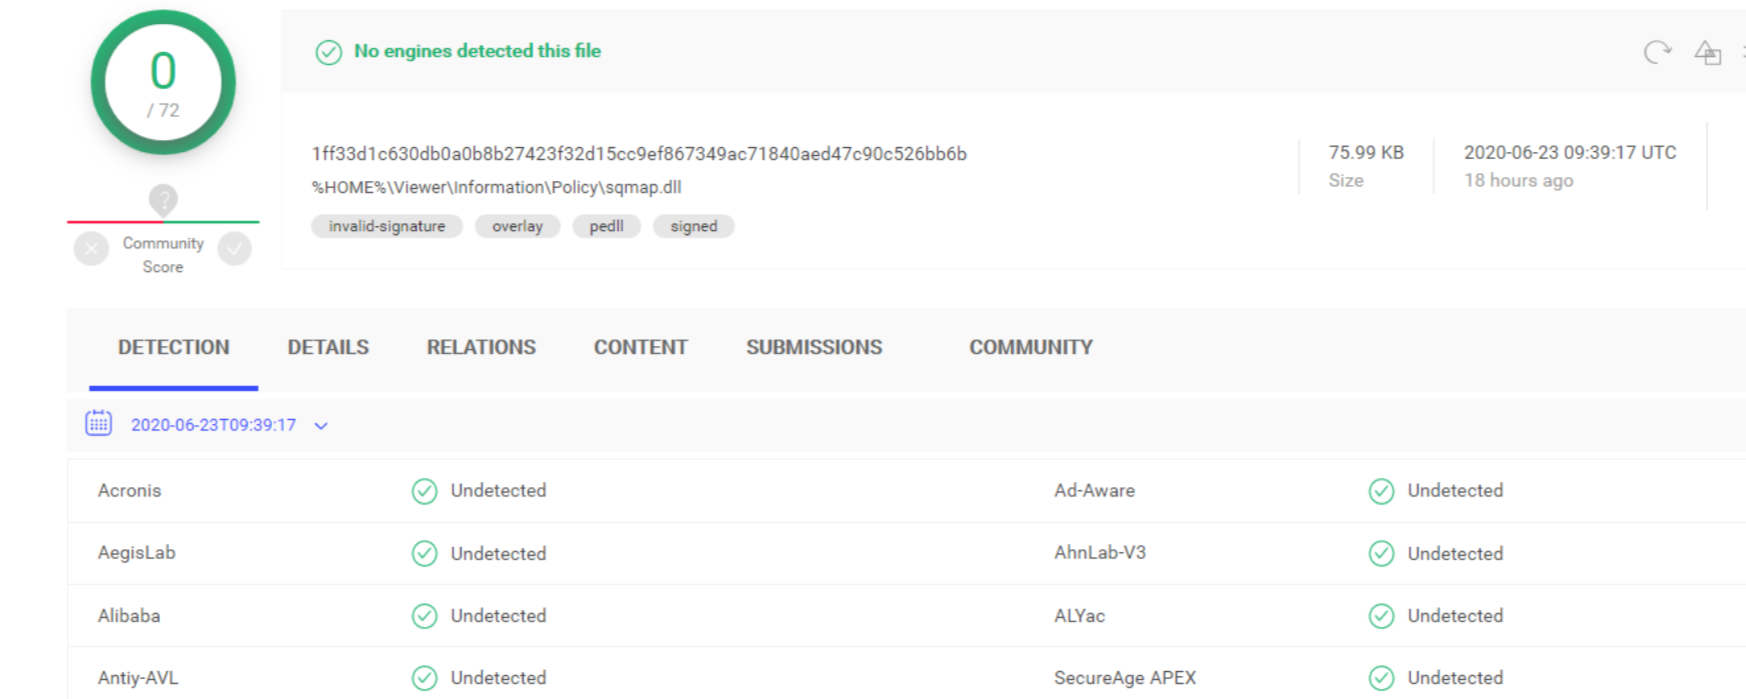 0
/ 72
No engines detected this file
1ff33d1c630db0a0b8b27423f32d15cc9ef867349ac71840aed47c90c526bb6b
%HOME%\Viewer\Information\Policy\sqmap.dll
invalid-signature overlay pedll signed
75.99 KB
Size
2020-06-23 09:39:17 UTC
18 hours ago
?
Community
Score
DETECTION DETAILS RELATIONS CONTENT SUBMISSIONS COMMUNITY
2020-06-23T09:39:17
Acronis Undetected Ad-Aware Undetected
AegisLab Undetected AhnLab-V3 Undetected
Alibaba Undetected ALYac Undetected
Antiy-AVL Undetected SecureAge APEX Undetected